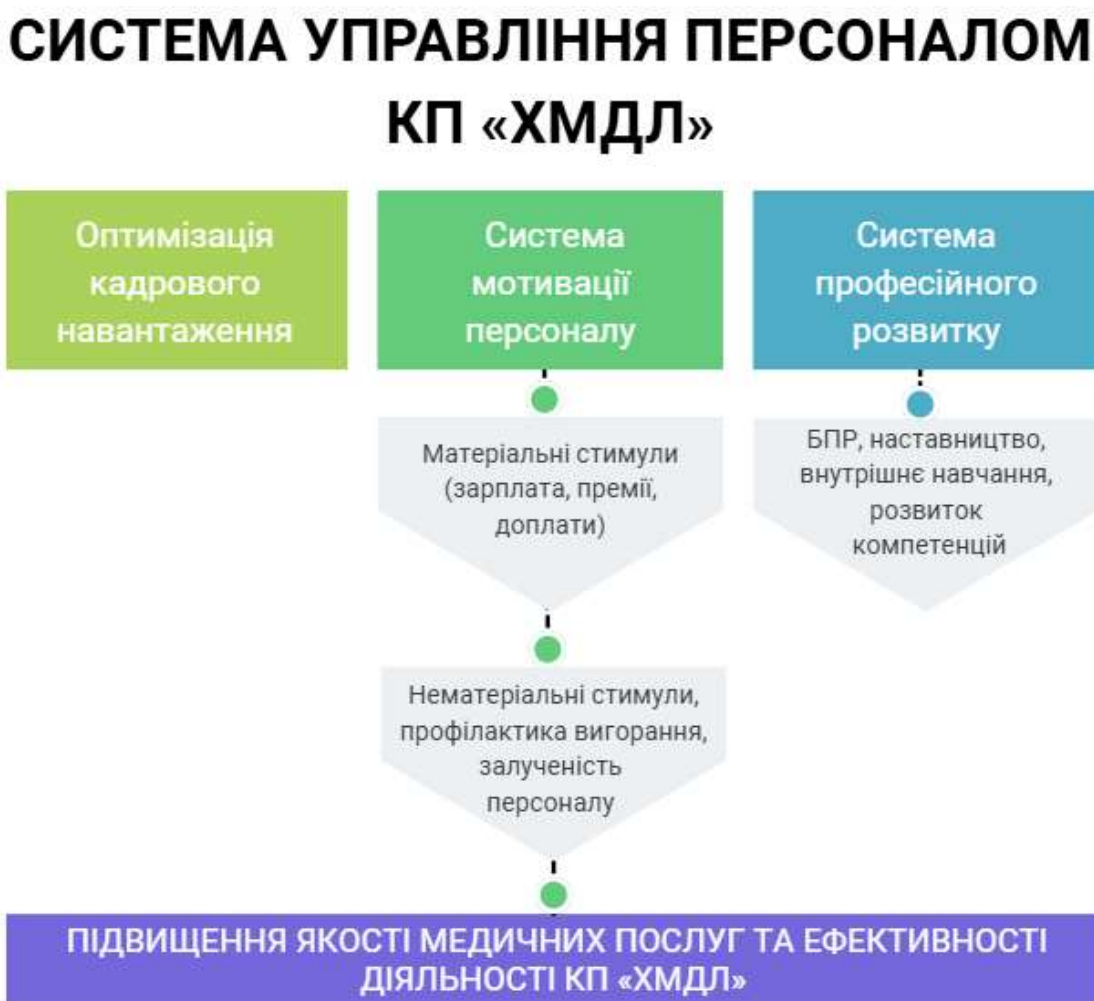 СИСТЕМА УПРАВЛІННЯ ПЕРСОНАЛОМ
КП «ХМДЛ»
Оптимізація
кадрового
навантаження
Система
мотивації
персоналу
Система
професійного
розвитку
Матеріальні стимули
(зарплата, премії,
доплати)
БПР, наставництво,
внутрішнє навчання,
розвиток
компетенцій
Нематеріальні стимули,
профілактика вигорання,
залученість
персоналу
ПІДВИЩЕННЯ ЯКОСТІ МЕДИЧНИХ ПОСЛУГ ТА ЕФЕКТИВНОСТІ
ДІЯЛЬНОСТІ КП «ХМДЛ»